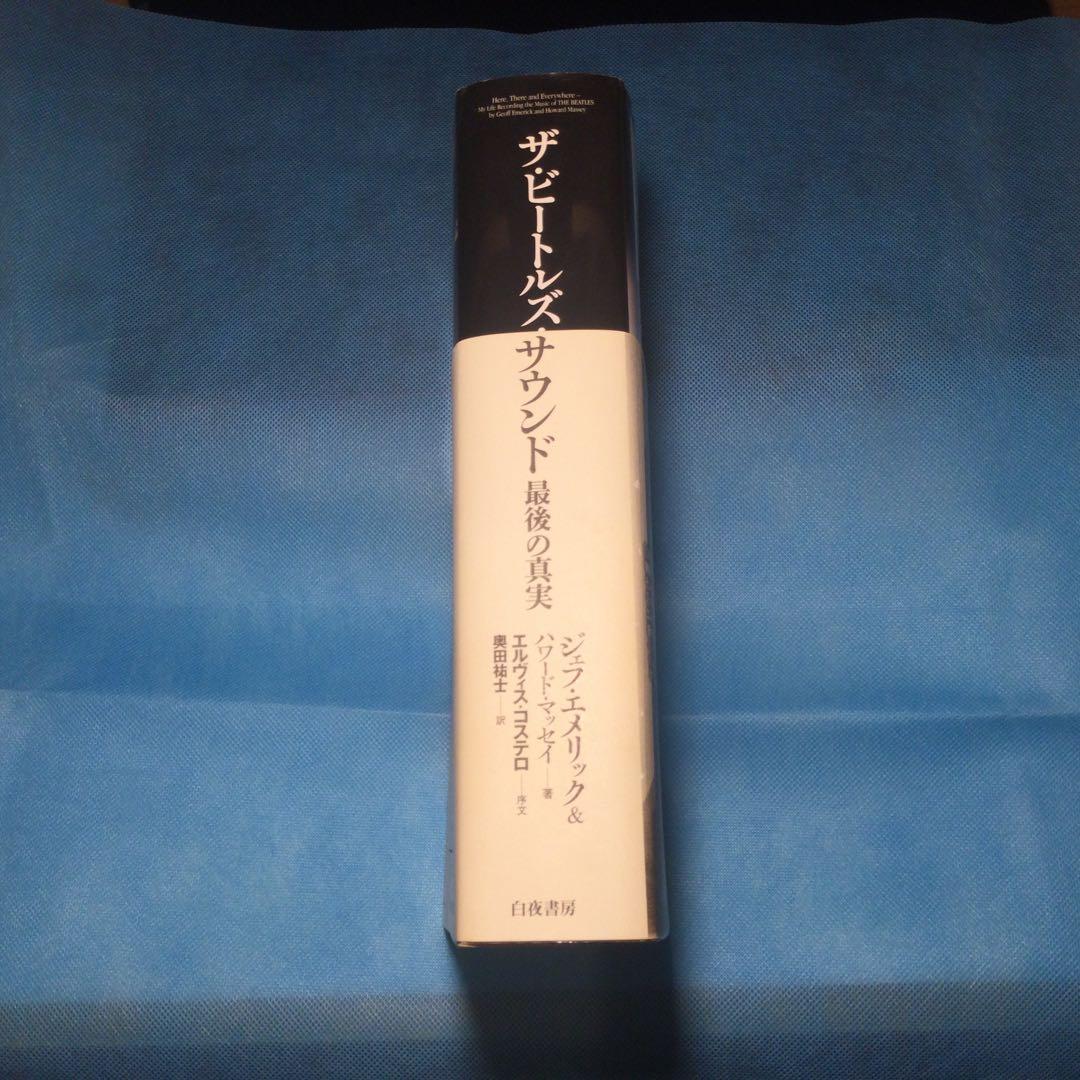 Here, There and Everywhere –
My Life Recording the Music of THE BEATLES
by Geoff Emerick and Howard Massey
ザ・ビートルズ・サウンド 最後の真実
ジェフ・エメリック&
ハワード・マッセイ──著
エルヴィス・コステロ──序文
奥田祐士──訳
白夜書房